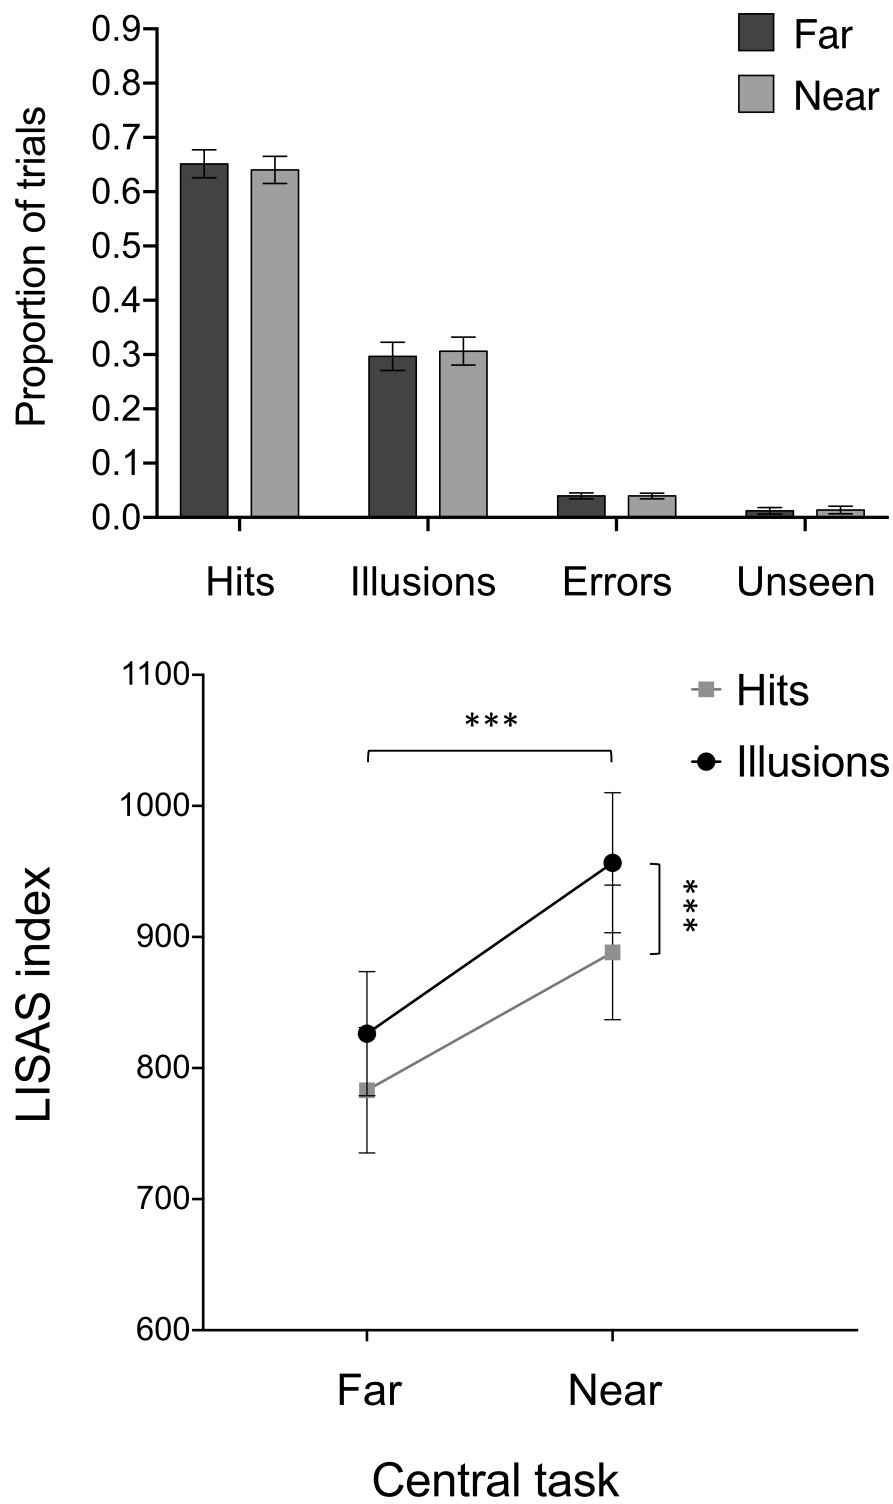 0.9
0.8
0.7
0.6
0.5
0.4
0.3
0.2
0.1
0.0
Proportion of trials
Far
Near
Hits Illusions Errors Unseen
1100
1000
900
800
700
600
LISAS index
Hits
Illusions
***
***
Far Near
Central task